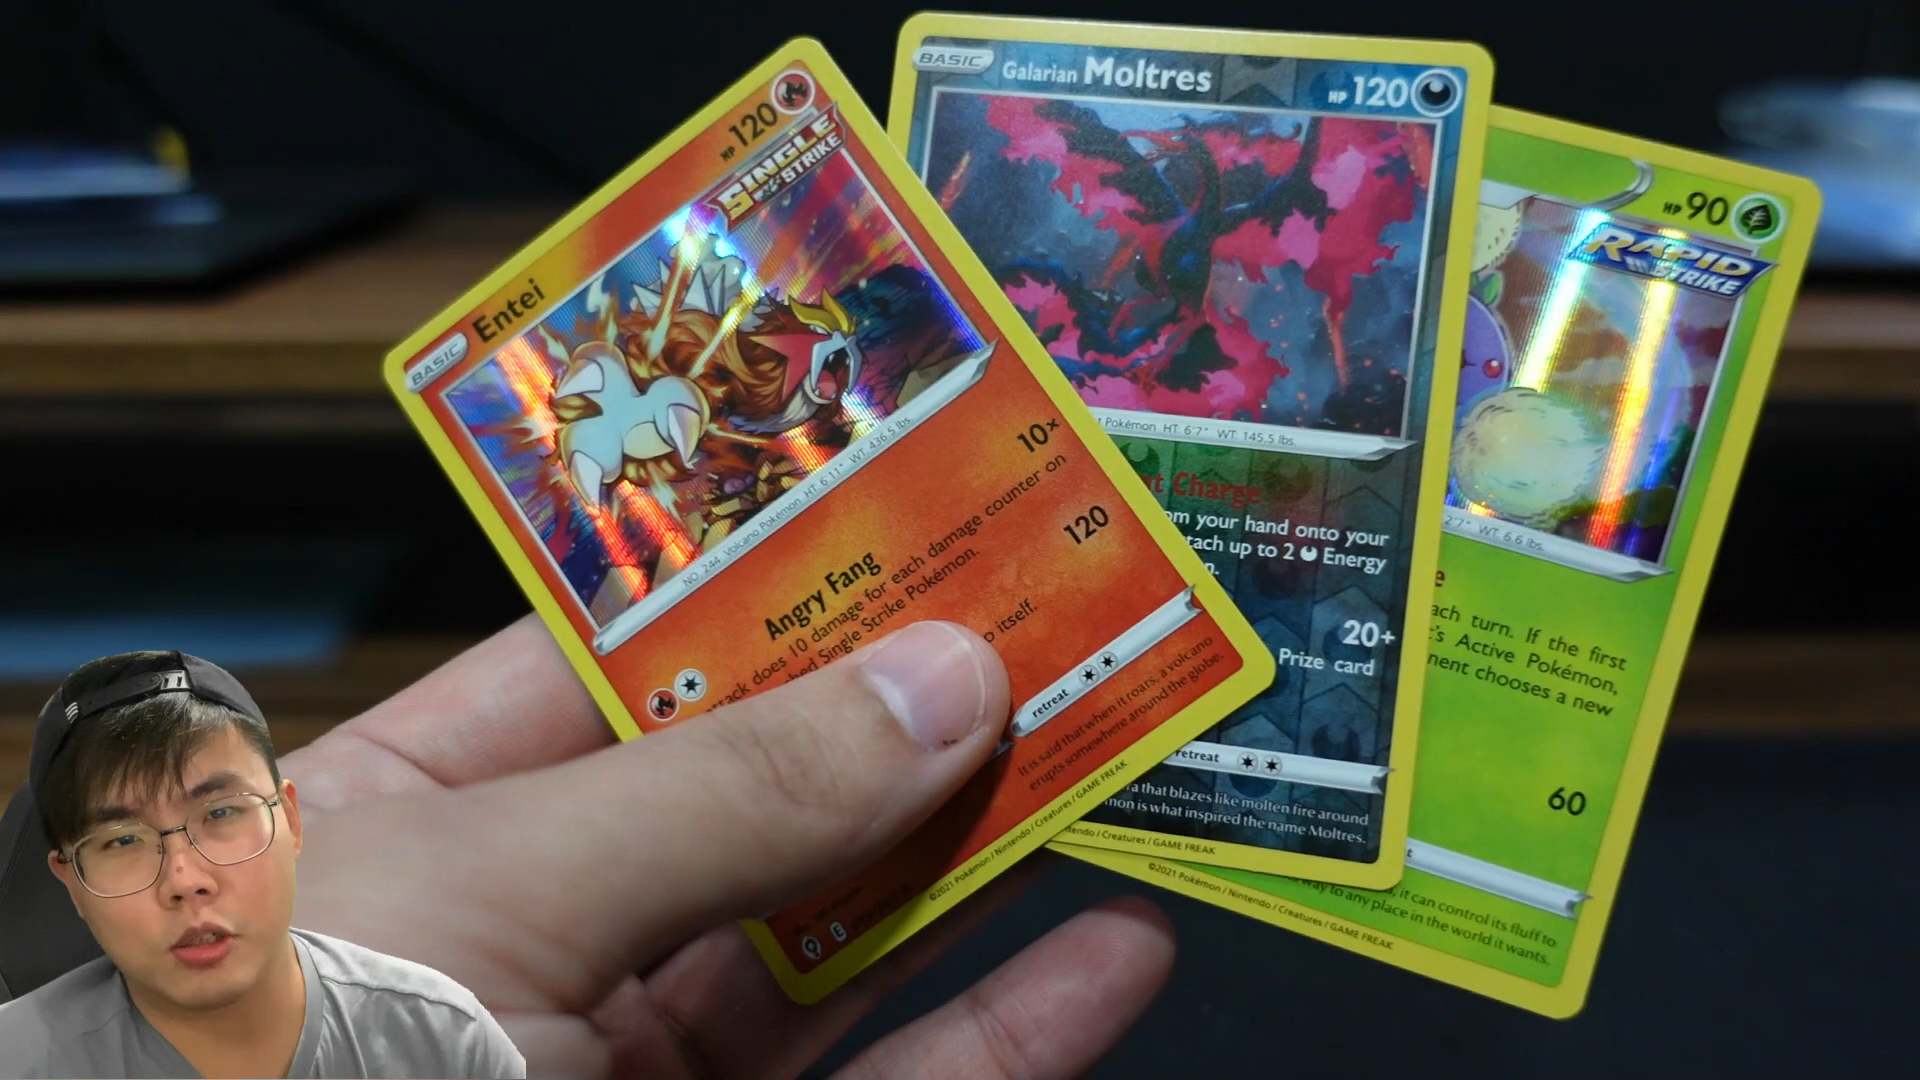 BASIC
Entei
HP 120
SINGLE
STRIKE
NO. 244 Volcano Pokémon HT: 6'11" WT: 436.5 lbs.
Angry Fang
10×
attack does 10 damage for each damage counter on
Single Strike Pokémon.
120
itself.
retreat
It is said that when it roars, a volcano
erupts somewhere around the globe.
©2021 Pokémon / Nintendo / Creatures / GAME FREAK
E
BASIC
Galarian Moltres
HP 120
Pokémon HT: 6'7" WT: 145.5 lbs.
Charge
from your hand onto your
attach up to 2 Energy
20+
Prize card
retreat
that blazes like molten fire around
is what inspired the name Moltres.
/ Creatures / GAME FREAK
HP 90
RAPID
STRIKE
2'7" WT: 6.6 lbs.
each turn. If the first
Active Pokémon,
chooses a new
60
it can control its fluff to
way to any place in the world it wants.
©2021 Pokémon / Nintendo / Creatures / GAME FREAK